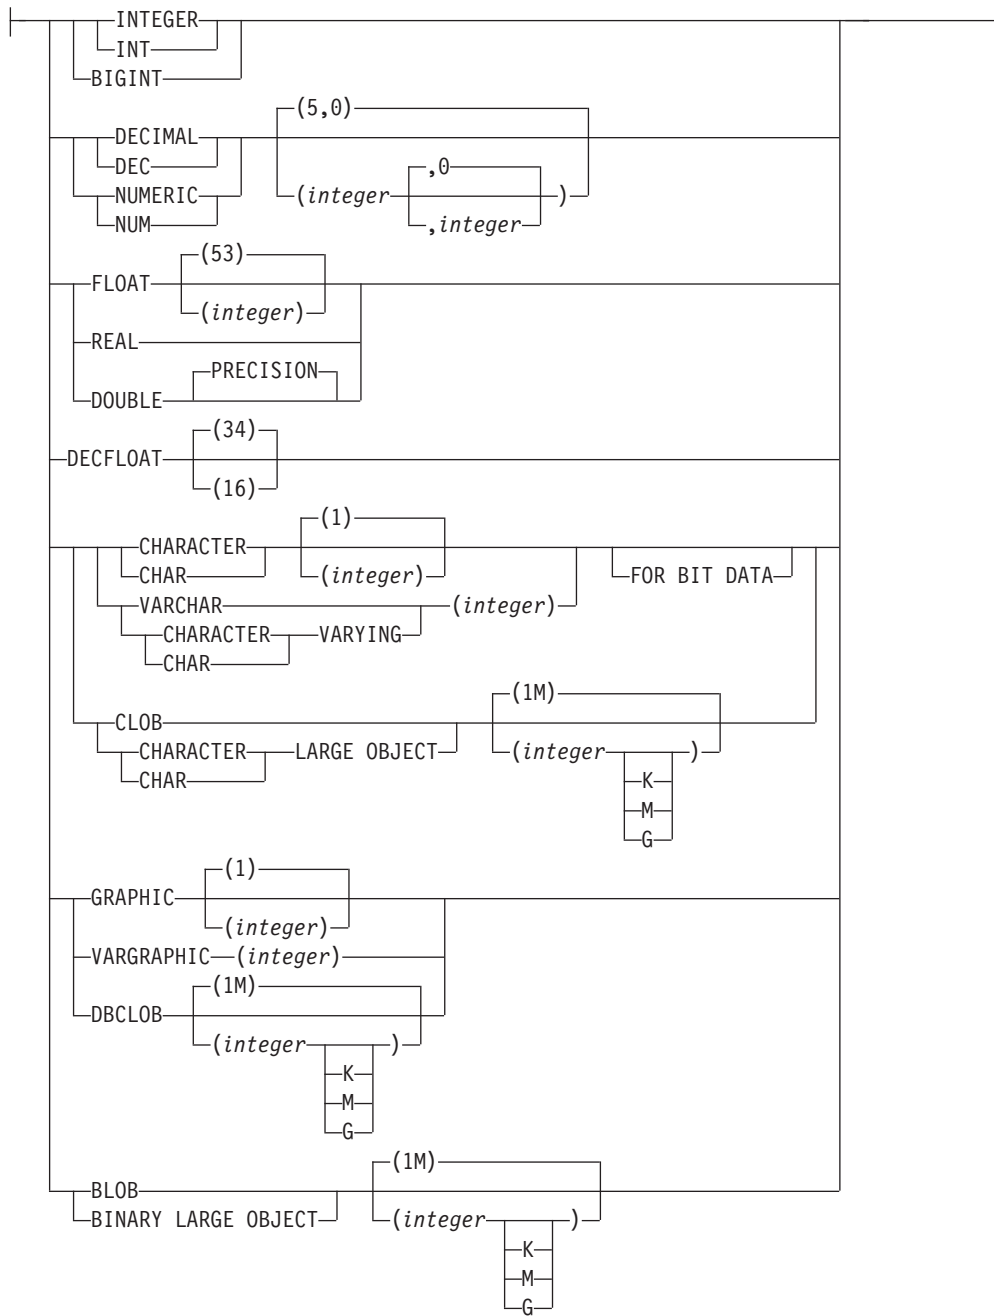 INTEGER
INT
BIGINT
(5,0)
DECIMAL
DEC
,0
NUMERIC
(integer
)
NUM
,integer
(53)
FLOAT
(integer)
REAL
PRECISION
DOUBLE
(34)
DECFLOAT
(16)
(1)
CHARACTER
CHAR
(integer)
FOR BIT DATA
VARCHAR
(integer)
CHARACTER
VARYING
CHAR
(1M)
CLOB
CHARACTER
LARGE OBJECT
(integer
)
CHAR
K
M
G
(1)
GRAPHIC
(integer)
VARGRAPHIC
(integer)
(1M)
DBCLOB
(integer
)
K
M
G
(1M)
BLOB
BINARY LARGE OBJECT
(integer
)
K
M
G